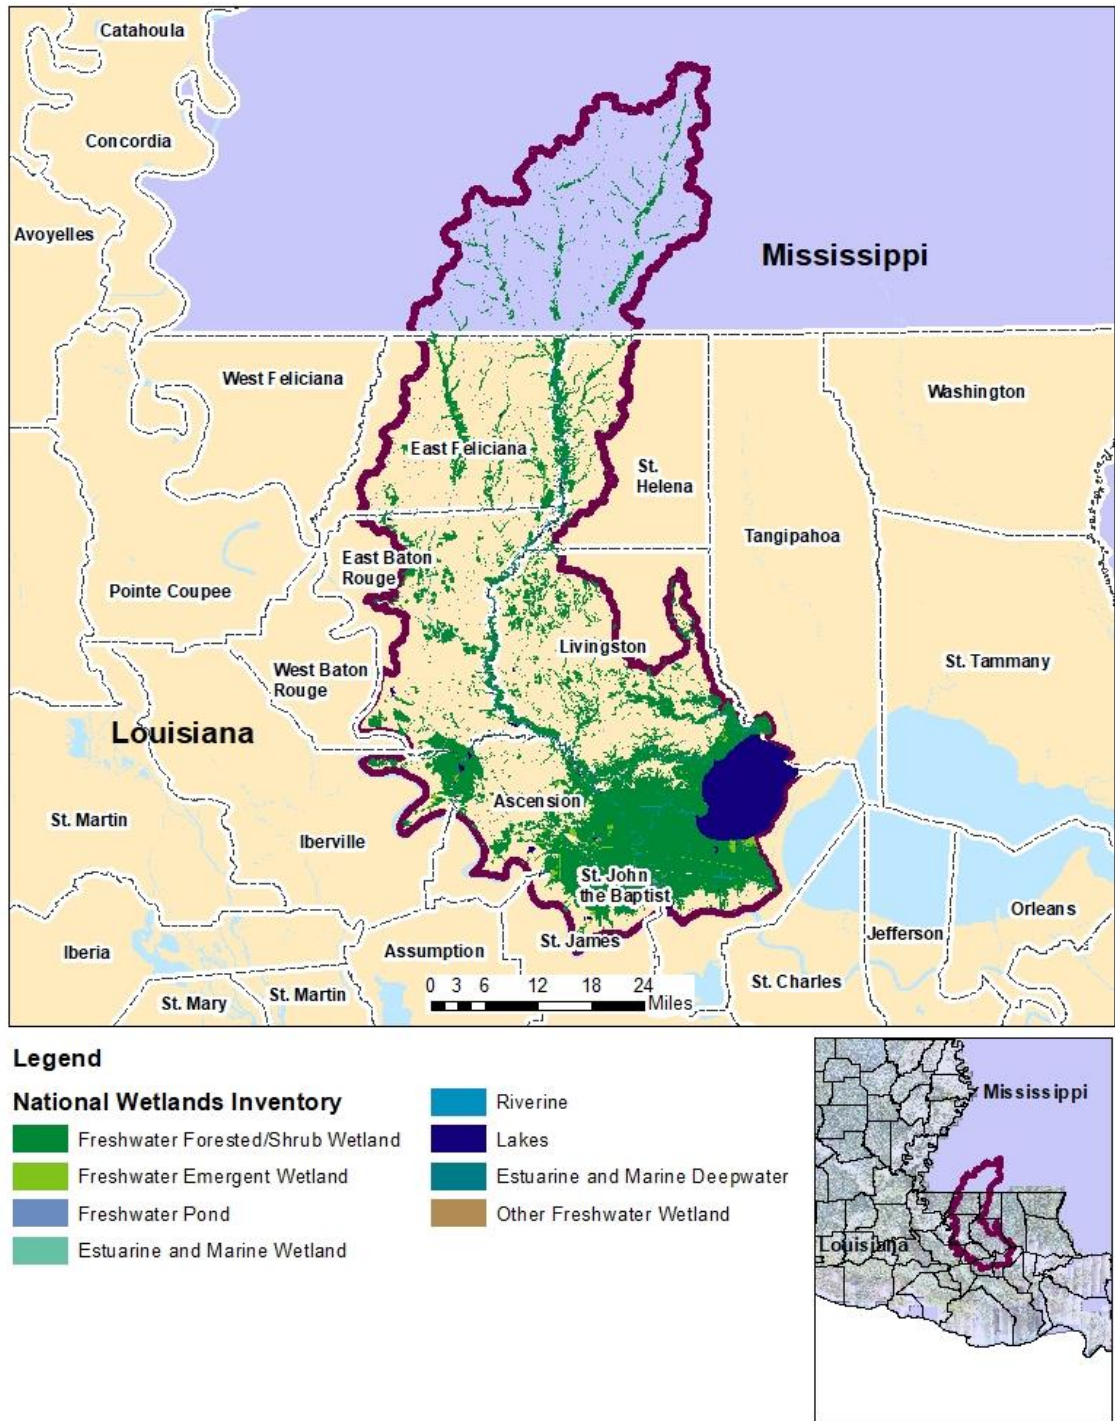 Catahoula
Concordia
Avoyelles
Mississippi
West Feliciana
Washington
East Feliciana
St.
Helena
Tangipahoa
East Baton
Rouge
Pointe Coupee
Livingston
St. Tammany
West Baton
Rouge
Louisiana
Ascension
St. Martin
Iberville
St. John
the Baptist
Orleans
Jefferson
St. James
Assumption
Iberia
St. Charles
St. Mary
St. Martin
0 3 6 12 18 24
Miles
Legend
National Wetlands Inventory
Freshwater Forested/Shrub Wetland
Freshwater Emergent Wetland
Freshwater Pond
Estuarine and Marine Wetland
Riverine
Lakes
Estuarine and Marine Deepwater
Other Freshwater Wetland
Mississippi
Louisiana